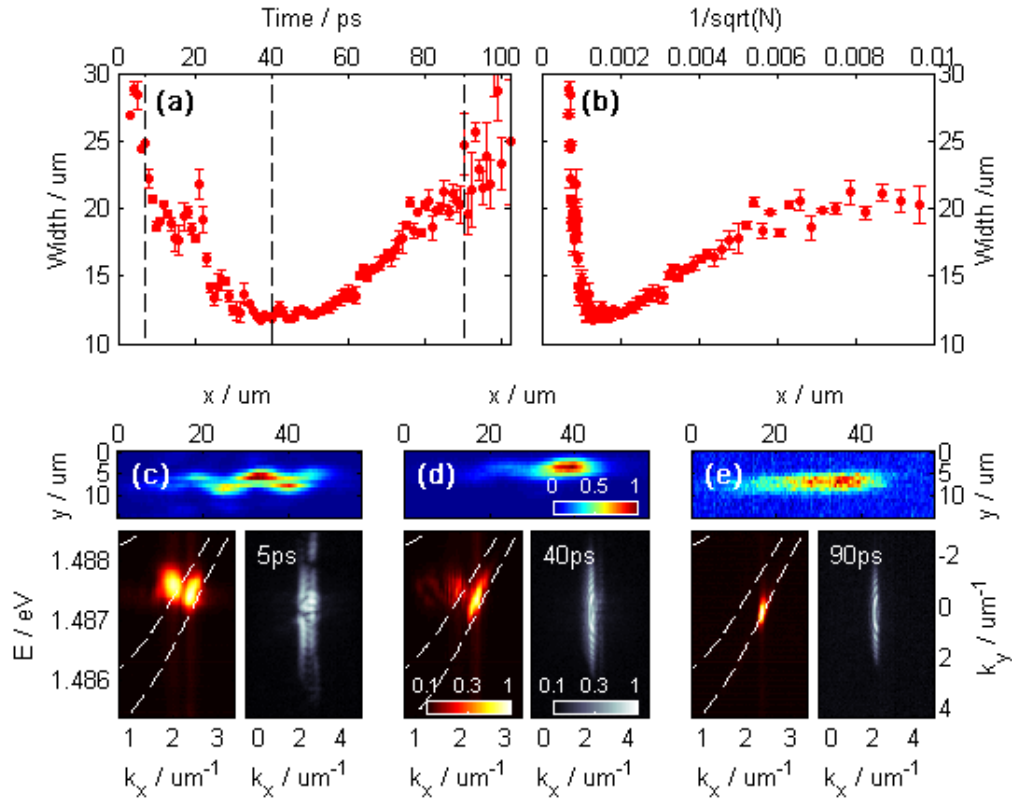 Time / ps
1/sqrt(N)
0 20 40 60 80 100
0 0.002 0.004 0.006 0.008 0.01
30 (a) (b) 30
25 25
20 20
15 15
10 10
Width / um
Width /um
x / um x / um x / um
0 20 40 0 20 40 60 0 20 40
0 5 10 (c) (d) (e) 0 5 10
y / um
0 0.5 1
y / um
1.488 5ps 40ps 90ps -2
1.487 0
1.486 2
4
E / eV
0.1 0.3 1 0.1 0.3 1
k_y / um⁻¹
1 2 3 0 2 4 1 2 3 0 2 4 1 2 3 0 2 4
k_x / um⁻¹ k_x / um⁻¹ k_x / um⁻¹ k_x / um⁻¹ k_x / um⁻¹ k_x / um⁻¹